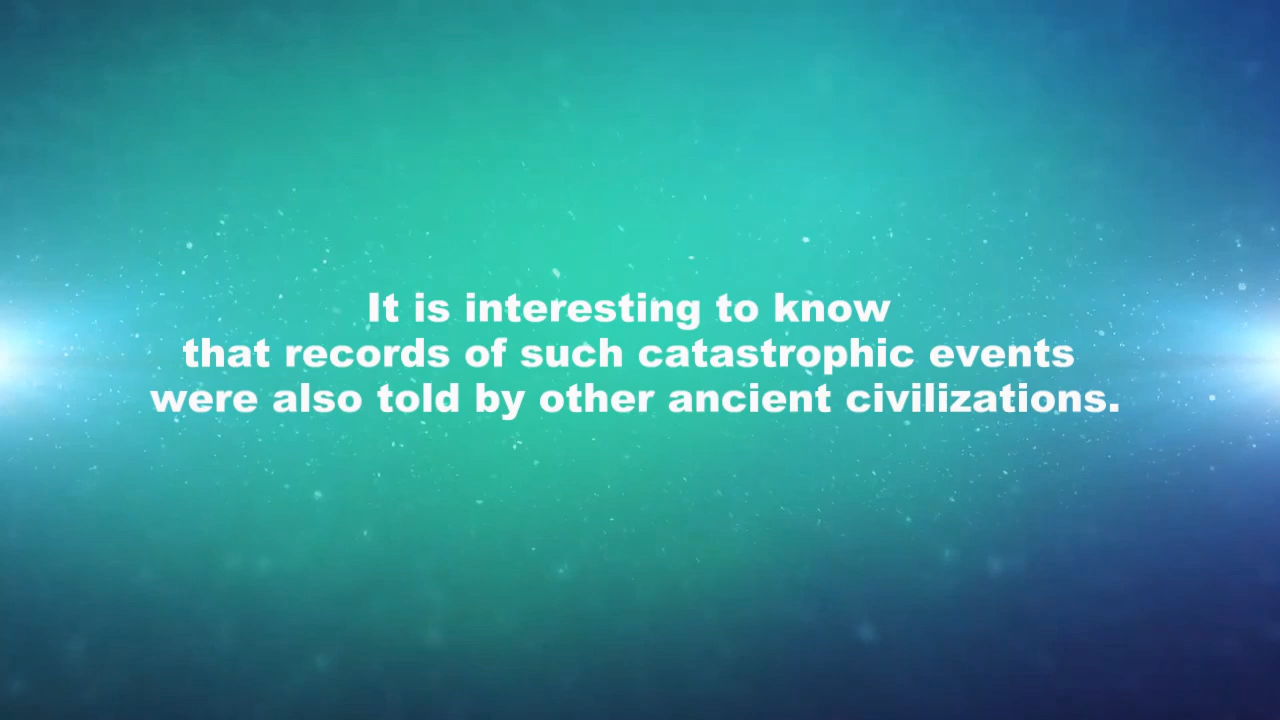 It is interesting to know
that records of such catastrophic events
were also told by other ancient civilizations.